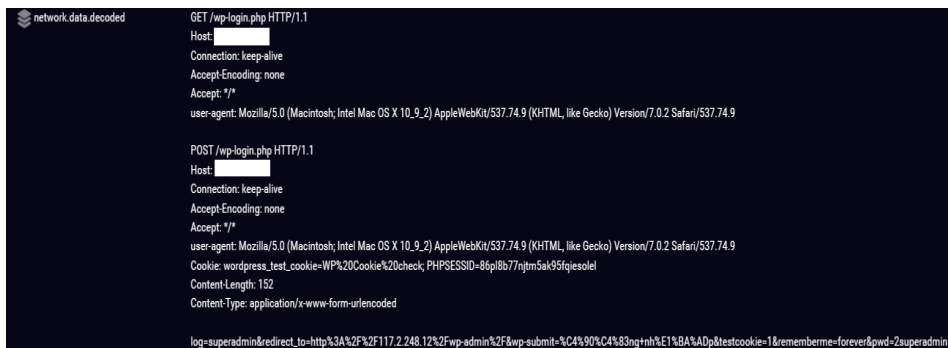 network.data.decoded
GET /wp-login.php HTTP/1.1
Host:
Connection: keep-alive
Accept-Encoding: none
Accept: */*
user-agent: Mozilla/5.0 (Macintosh; Intel Mac OS X 10_9_2) AppleWebKit/537.74.9 (KHTML, like Gecko) Version/7.0.2 Safari/537.74.9
POST /wp-login.php HTTP/1.1
Host:
Connection: keep-alive
Accept-Encoding: none
Accept: */*
user-agent: Mozilla/5.0 (Macintosh; Intel Mac OS X 10_9_2) AppleWebKit/537.74.9 (KHTML, like Gecko) Version/7.0.2 Safari/537.74.9
Cookie: wordpress_test_cookie=WP%20Cookie%20check; PHPSESSID=86pl8b77njtm5ak95fqiesolel
Content-Length: 152
Content-Type: application/x-www-form-urlencoded
log=superadmin&redirect_to=http%3A%2F%2F117.2.248.12%2Fwp-admin%2F&wp-submit=%C4%90%C4%83ng+nh%E1%BA%ADp&testcookie=1&rememberme=forever&pwd=2superadmin